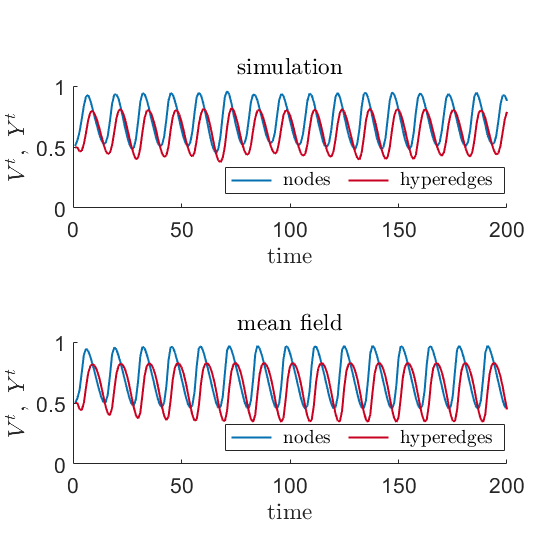 simulation
1
0.5
0
V^t, Y^t
nodes hyperedges
0 50 100 150 200
time
mean field
1
0.5
0
V^t, Y^t
nodes hyperedges
0 50 100 150 200
time